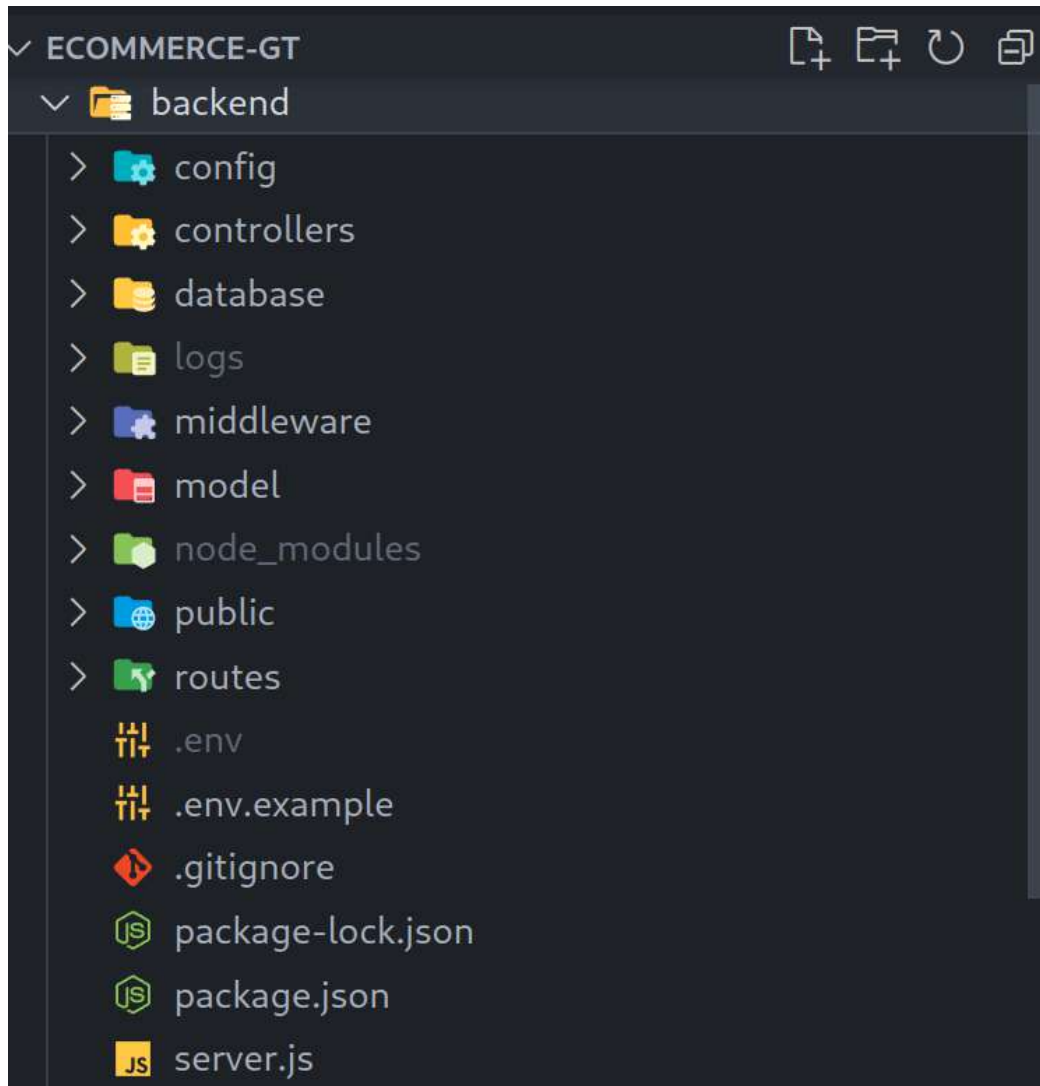 ECOMMERCE-GT
backend
config
controllers
database
logs
middleware
model
node_modules
public
routes
.env
.env.example
.gitignore
package-lock.json
package.json
JS server.js